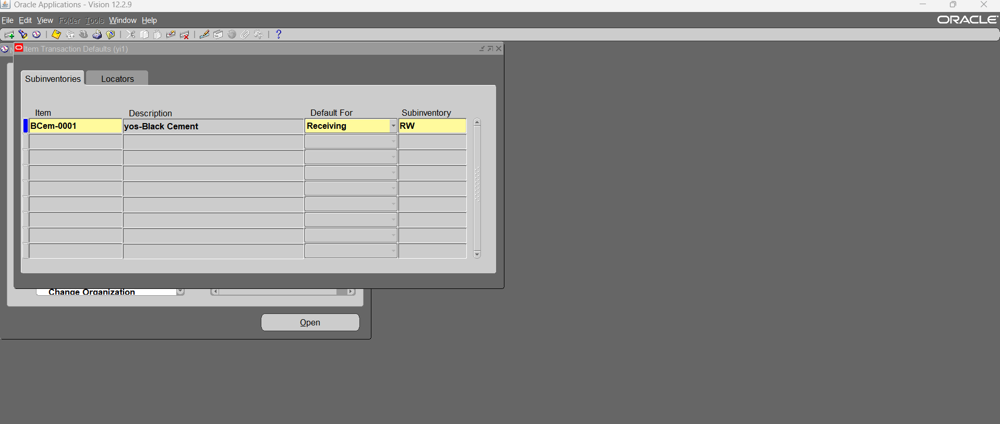 Oracle Applications - Vision 12.2.9
File Edit View Folder Tools Window Help
ORACLE
Item Transaction Defaults (yi1)
Subinventories Locators
Item Description Default For Subinventory
BCem-0001 yos-Black Cement Receiving RW
Change Organization
Open